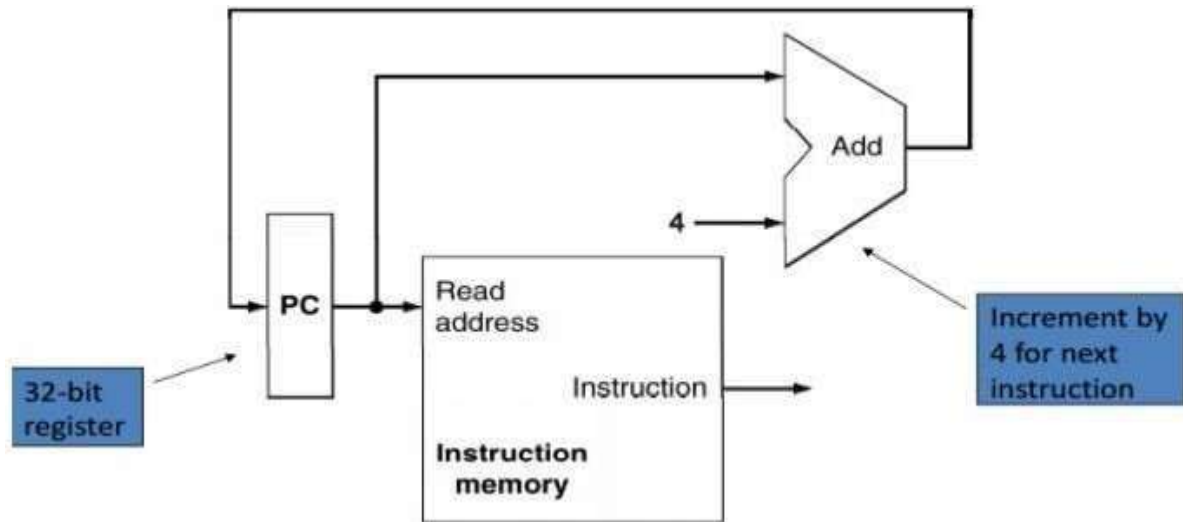 Add
4
PC
Read
address
Instruction
Instruction
memory
32-bit
register
Increment by
4 for next
instruction